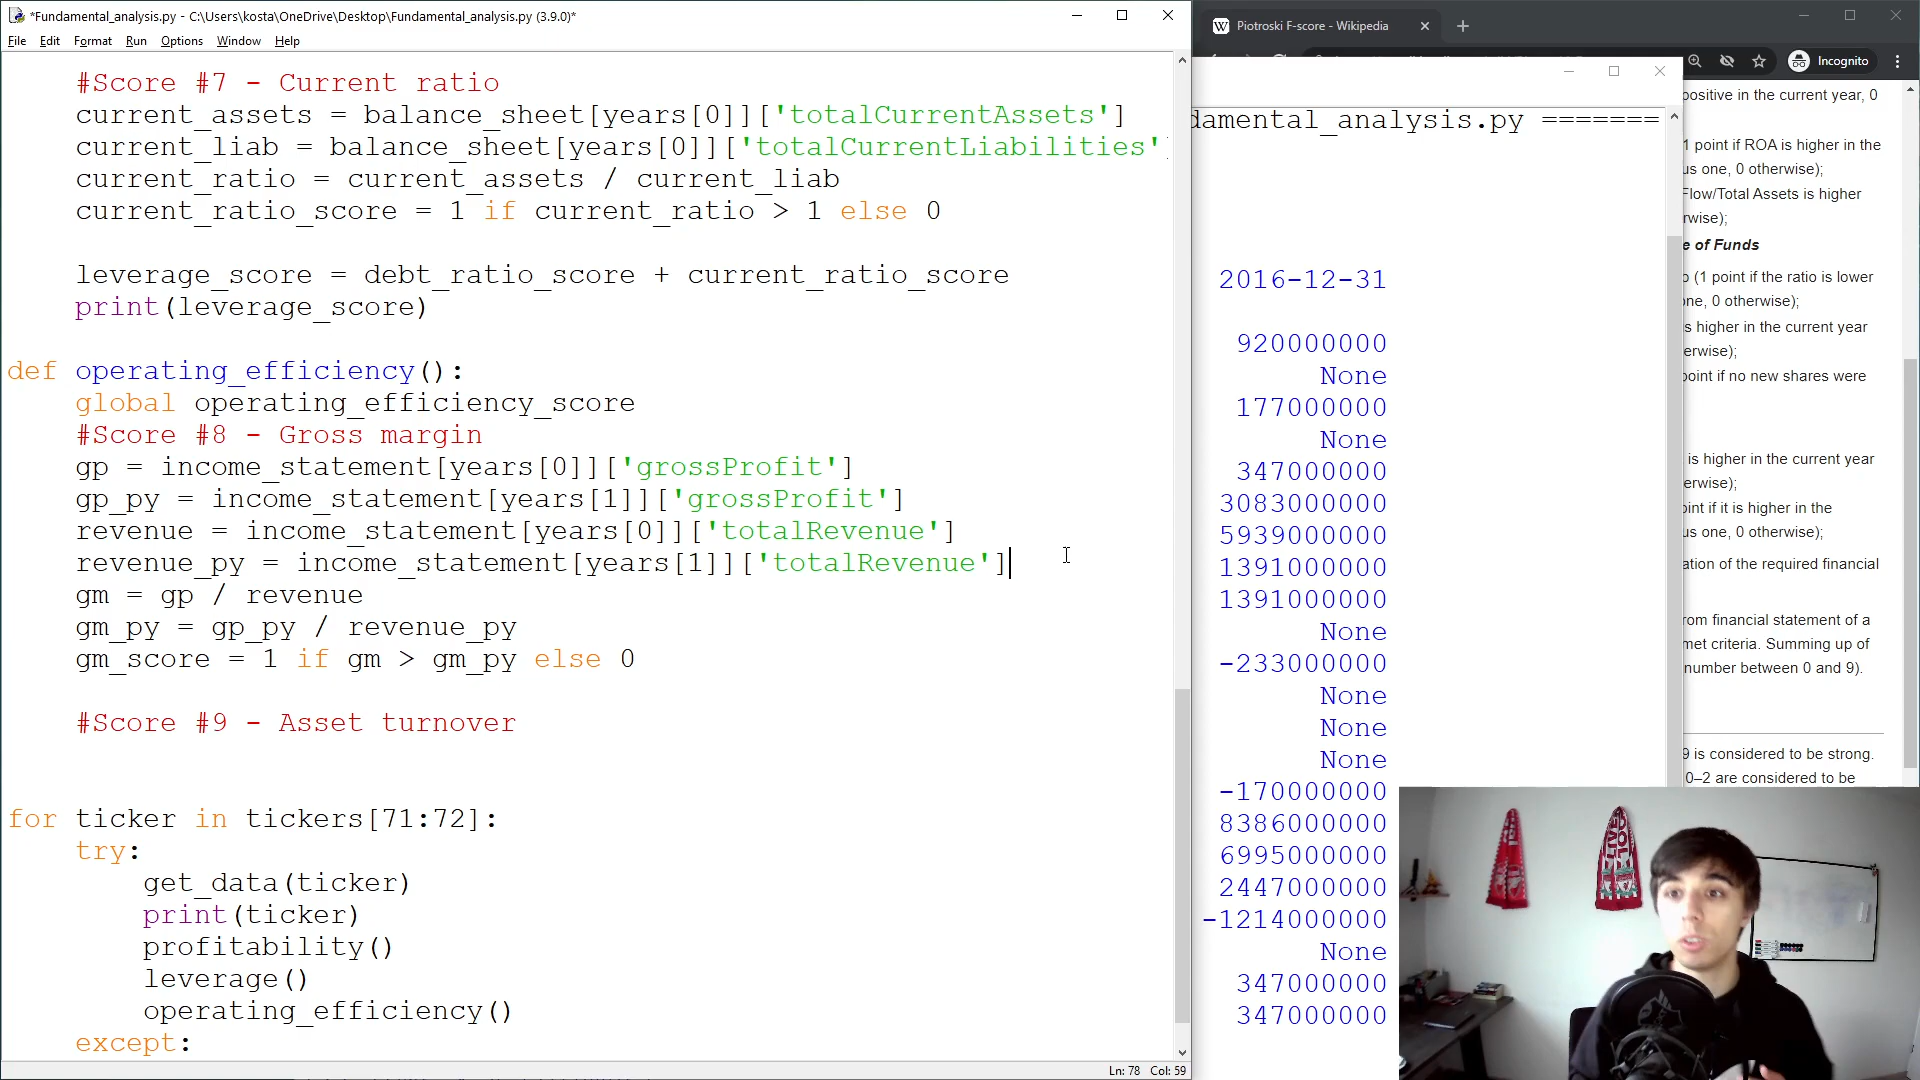 *Fundamental_analysis.py - C:\Users\kosta\OneDrive\Desktop\Fundamental_analysis.py (3.9.0)*
File Edit Format Run Options Window Help
#Score #7 - Current ratio
current_assets = balance_sheet[years[0]]['totalCurrentAssets']
current_liab = balance_sheet[years[0]]['totalCurrentLiabilities']
current_ratio = current_assets / current_liab
current_ratio_score = 1 if current_ratio > 1 else 0
leverage_score = debt_ratio_score + current_ratio_score
print(leverage_score)
def operating_efficiency():
global operating_efficiency_score
#Score #8 - Gross margin
gp = income_statement[years[0]]['grossProfit']
gp_py = income_statement[years[1]]['grossProfit']
revenue = income_statement[years[0]]['totalRevenue']
revenue_py = income_statement[years[1]]['totalRevenue']
gm = gp / revenue
gm_py = gp_py / revenue_py
gm_score = 1 if gm > gm_py else 0
#Score #9 - Asset turnover
for ticker in tickers[71:72]:
try:
get_data(ticker)
print(ticker)
profitability()
leverage()
operating_efficiency()
except:
Ln: 78 Col: 59
Piotroski F-score - Wikipedia
Incognito
damental_analysis.py =======
2016-12-31
920000000
None
177000000
None
347000000
3083000000
5939000000
1391000000
1391000000
None
-233000000
None
None
None
-170000000
8386000000
6995000000
2447000000
-1214000000
None
347000000
347000000
positive in the current year, 0
1 point if ROA is higher in the
us one, 0 otherwise);
Flow/Total Assets is higher
rwise);
e of Funds
o (1 point if the ratio is lower
one, 0 otherwise);
s higher in the current year
erwise);
point if no new shares were
is higher in the current year
erwise);
oint if it is higher in the
us one, 0 otherwise);
ation of the required financial
rom financial statement of a
met criteria. Summing up of
number between 0 and 9).
9 is considered to be strong.
0–2 are considered to be